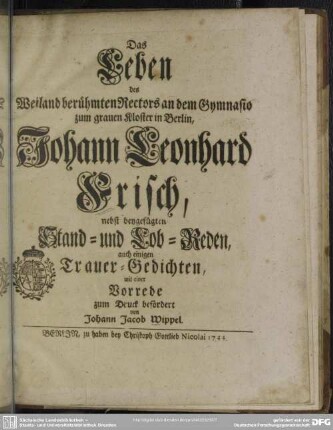 Das
Leben
des
Weiland berühmten Rectors an dem Gymnasio
zum grauen Kloster in Berlin,
Johann Leonhard
Frisch,
nebst beygefügten
Stand- und Lob-Reden,
auch einigen
Trauer-Gedichten,
mit einer
Vorrede
zum Druck befördert
von
Johann Jacob Wippel.
BERLIN, zu haben bey Christoph Gottlieb Nicolai